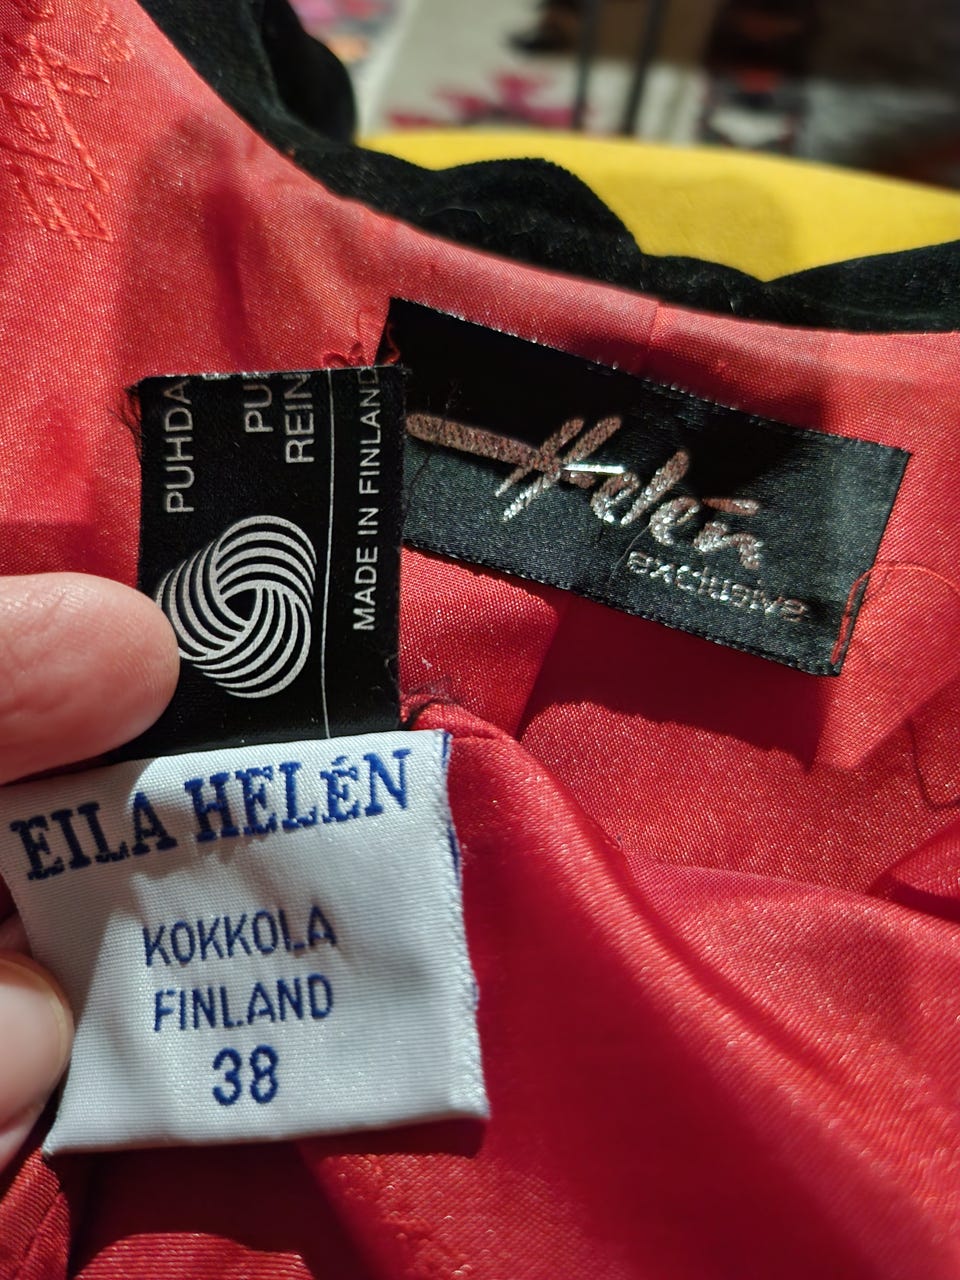 Helén
exclusive
PUHDA
PU
REIN
MADE IN FINLAND
EILA HELÉN
KOKKOLA
FINLAND
38